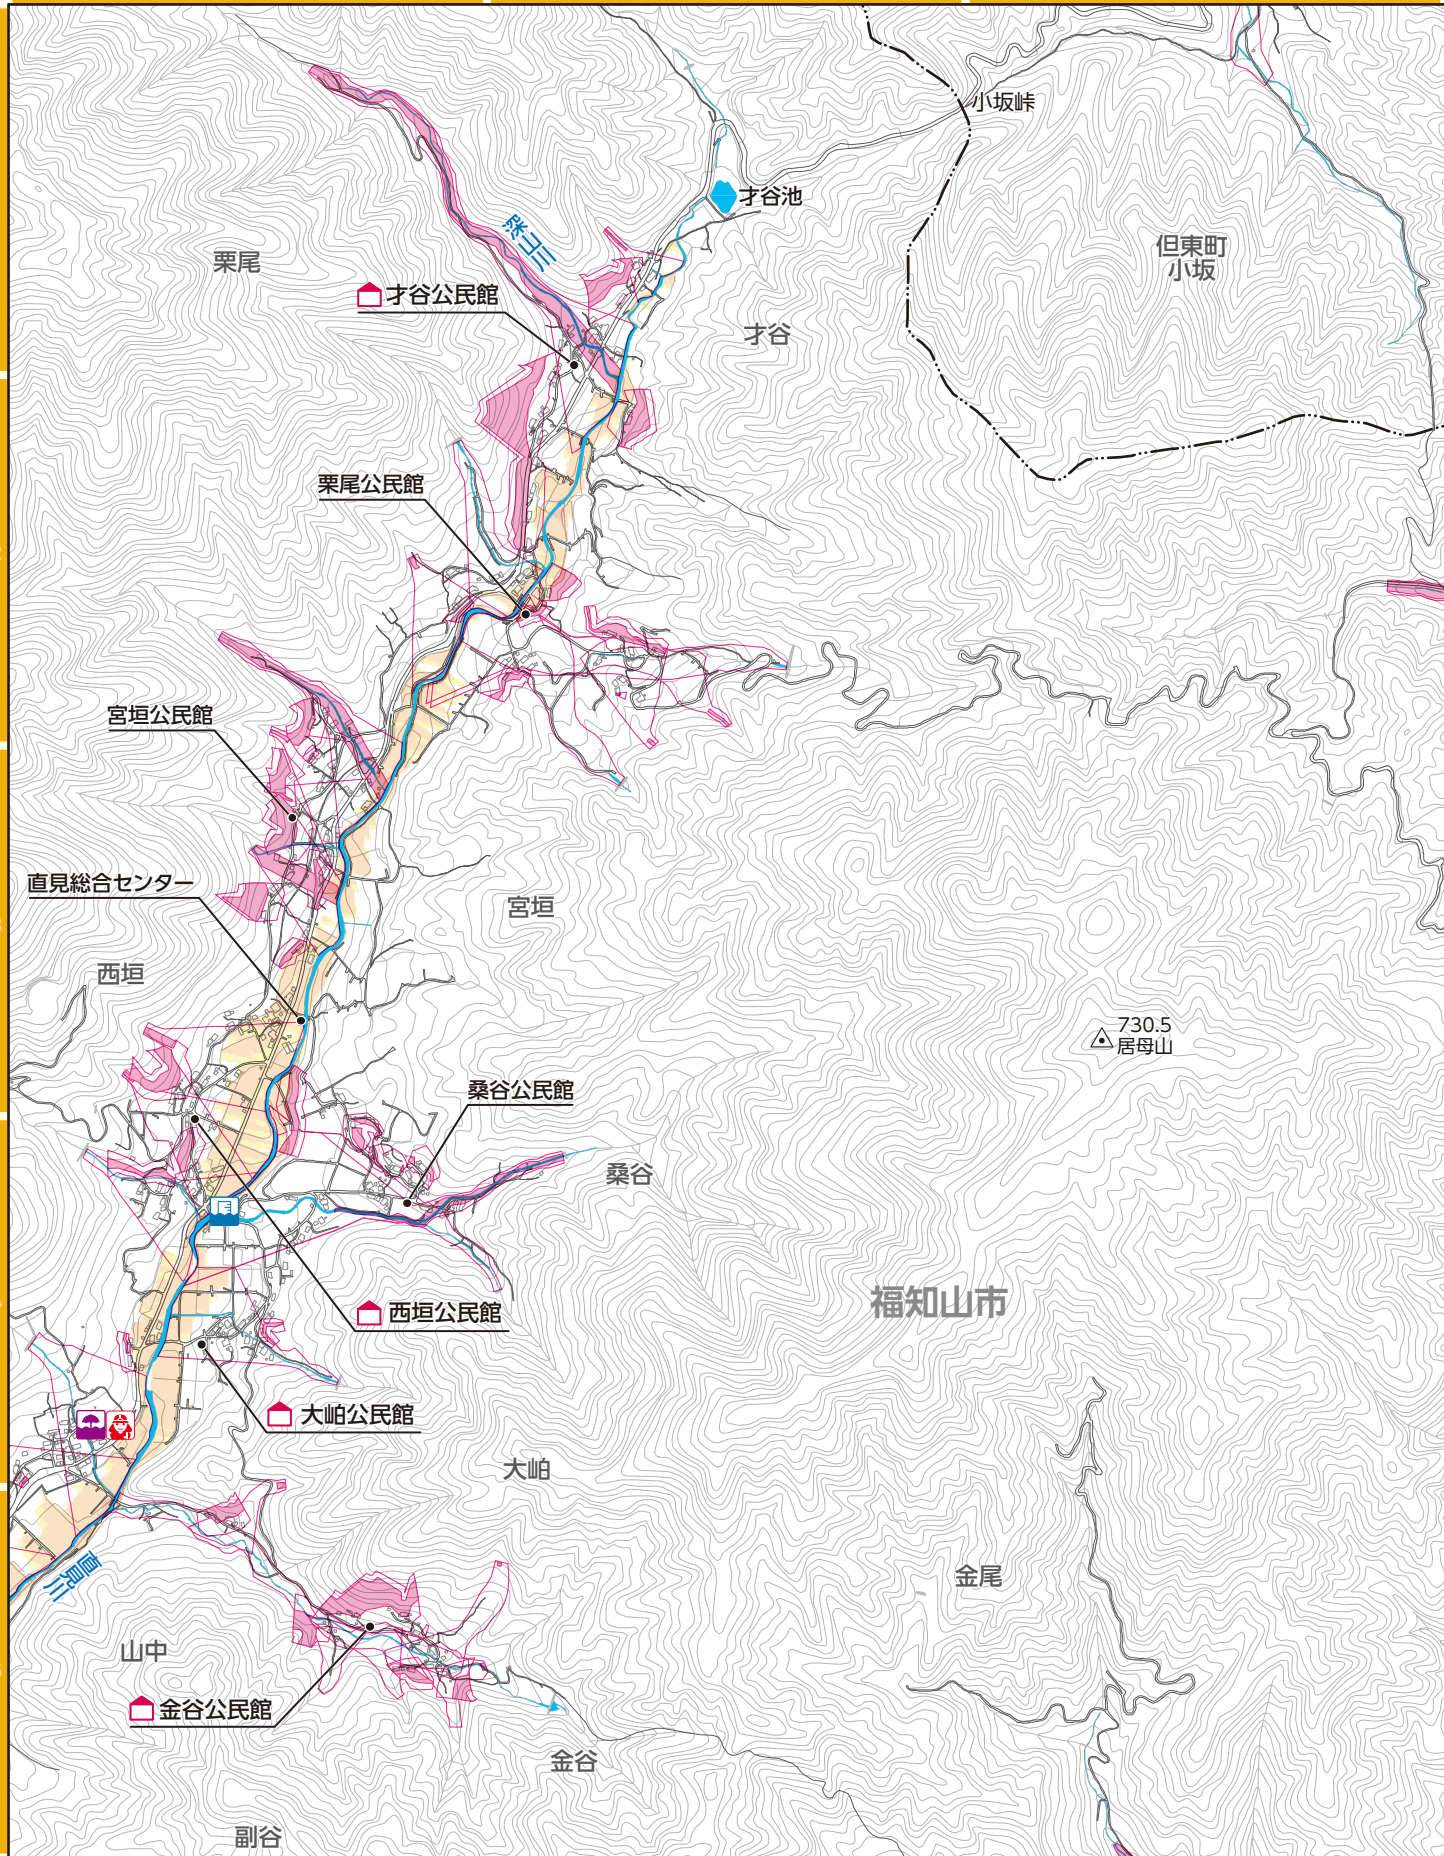 小坂峠
才谷池
深山川
栗尾
但東町
小坂
才谷公民館
才谷
栗尾公民館
宮垣公民館
直見総合センター
宮垣
西垣
730.5
居母山
桑谷公民館
桑谷
福知山市
西垣公民館
大岶公民館
大岶
直見川
金尾
山中
金谷公民館
金谷
副谷